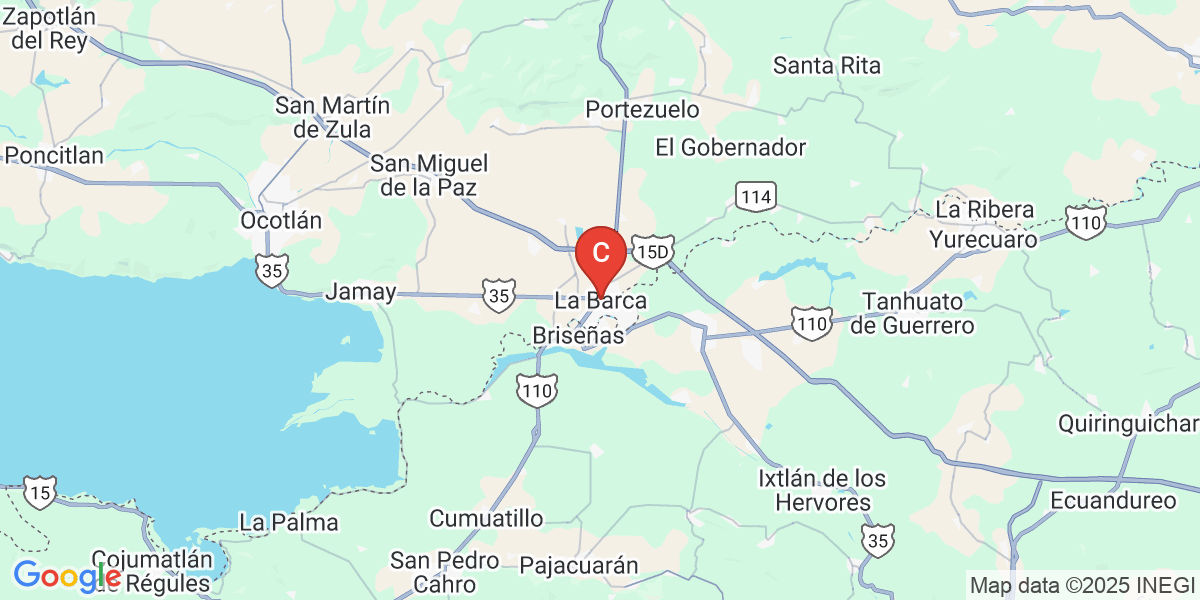 Zapotlán
del Rey
Santa Rita
San Martín
de Zula
Portezuelo
El Gobernador
Poncitlan
San Miguel
de la Paz
114
La Ribera
Yurecuaro
110
Ocotlán
C
15D
35
Jamay
35
La Barca
Tanhuato
de Guerrero
110
Briseñas
110
Quiringuichar
15
Ixtlán de los
Hervores
Ecuandureo
La Palma
Cumuatillo
35
Cojumatlán
de Régules
San Pedro
Cahro
Pajacuarán
Google
Map data ©2025 INEGI